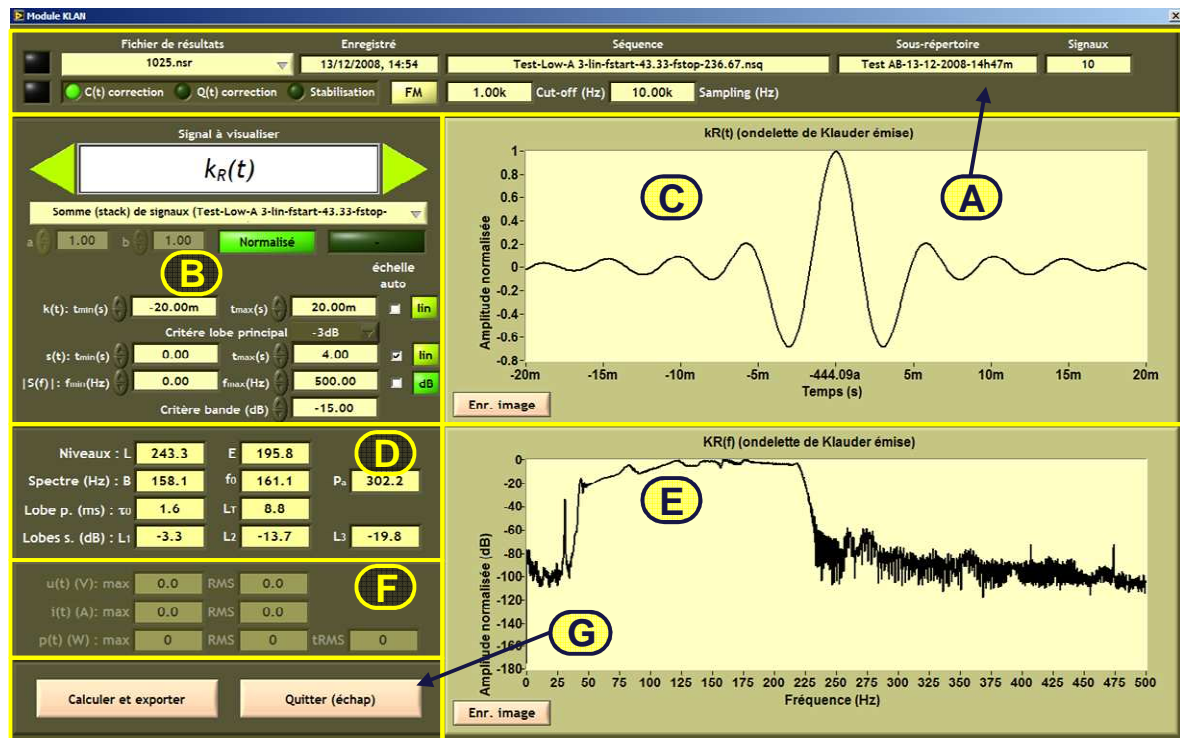 Module KLAN
Fichier de résultats Enregistré Séquence Sous-répertoire Signaux
1025.nsr 13/12/2008, 14:54 Test-Low-A 3-lin-fstart-43.33-fstop-236.67.nsq Test AB-13-12-2008-14h47m 10
C(t) correction Q(t) correction Stabilisation FM 1.00k Cut-off (Hz) 10.00k Sampling (Hz)
A
Signal à visualiser
kR(t)
Somme (stack) de signaux (Test-Low-A 3-lin-fstart-43.33-fstop-
a 1.00 b 1.00 Normalisé -
B
échelle
auto
k(t): tmin(s) -20.00m tmax(s) 20.00m lin
Critére lobe principal -3dB
s(t): tmin(s) 0.00 tmax(s) 4.00 lin
|S(f)|: fmin(Hz) 0.00 fmax(Hz) 500.00 dB
Critère bande (dB) -15.00
kR(t) (ondelette de Klauder émise)
C
Amplitude normalisée
1
0.8
0.6
0.4
0.2
0
-0.2
-0.4
-0.6
-0.8
-20m -15m -10m -5m -444.09a 5m 10m 15m 20m
Temps (s)
Enr. image
D
Niveaux : L 243.3 E 195.8
Spectre (Hz) : B 158.1 f0 161.1 Pa 302.2
Lobe p. (ms) : τ0 1.6 LT 8.8
Lobes s. (dB) : L1 -3.3 L2 -13.7 L3 -19.8
KR(f) (ondelette de Klauder émise)
E
Amplitude normalisée (dB)
0
-20
-40
-60
-80
-100
-120
-140
-160
-180
0 25 50 75 100 125 150 175 200 225 250 275 300 325 350 375 400 425 450 475 500
Fréquence (Hz)
Enr. image
F
u(t) (V): max 0.0 RMS 0.0
i(t) (A): max 0.0 RMS 0.0
p(t) (W) : max 0 RMS 0 tRMS 0
G
Calculer et exporter Quitter (échap)